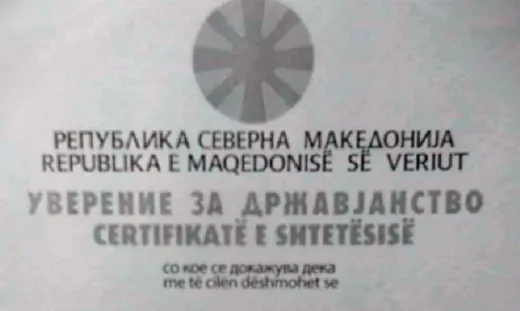 РЕПУБЛИКА СЕВЕРНА МАКЕДОНИЈА
REPUBLIKA E MAQEDONISË SË VERIUT
УВЕРЕНИЕ ЗА ДРЖАВЈАНСТВО
CERTIFIKATË E SHTETËSISË
со кое се докажува дека
me të cilën dëshmohet se